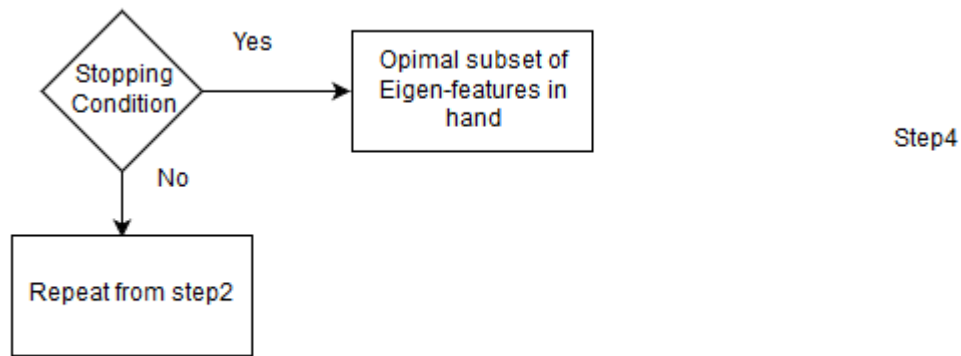 Yes
Stopping
Condition
Opimal subset of
Eigen-features in
hand
Step4
No
Repeat from step2